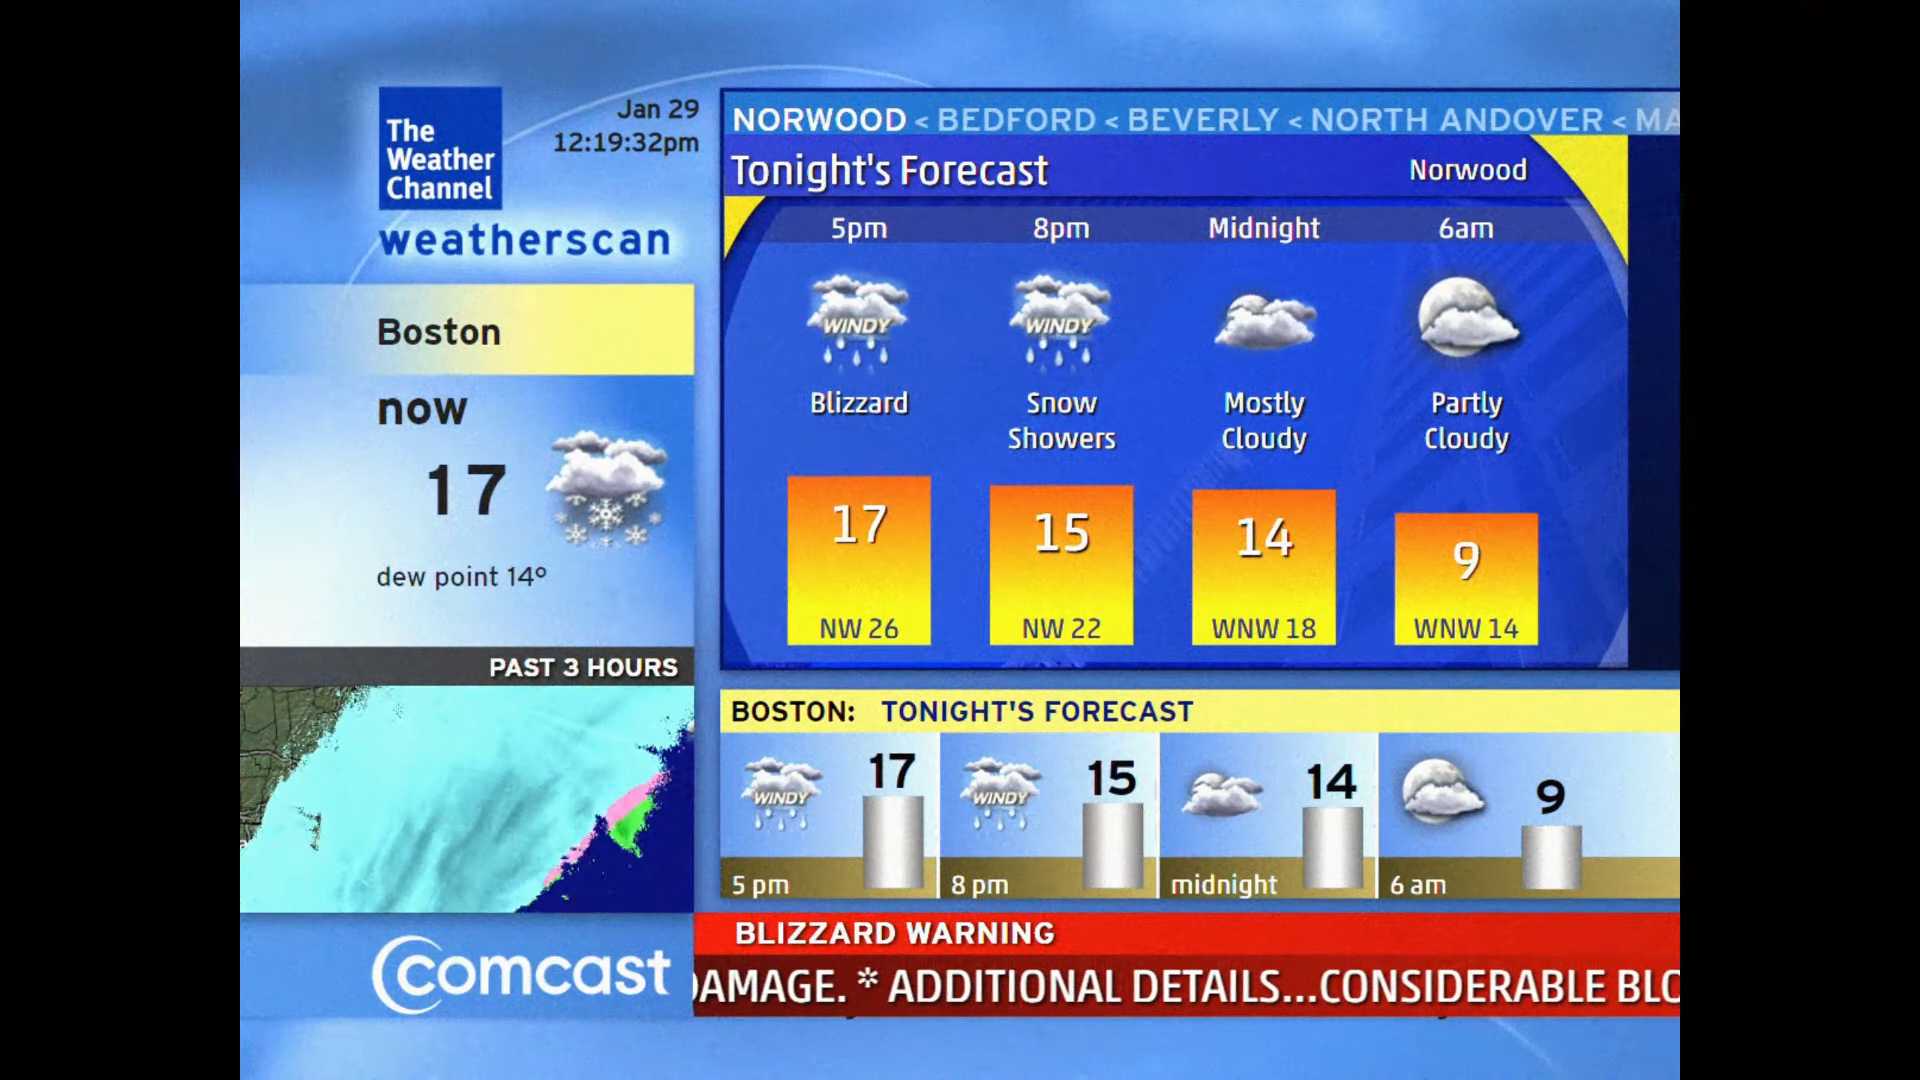 The
Weather
Channel
weatherscan
Jan 29
12:19:32pm
Boston
now
17
dew point 14°
PAST 3 HOURS
comcast
NORWOOD < BEDFORD < BEVERLY < NORTH ANDOVER < MA
Tonight's Forecast
Norwood
5pm 8pm Midnight 6am
WINDY WINDY
Blizzard Snow Mostly Partly
Showers Cloudy Cloudy
17 15 14 9
NW 26 NW 22 WNW 18 WNW 14
BOSTON: TONIGHT'S FORECAST
17 15 14 9
WINDY WINDY
5 pm 8 pm midnight 6 am
BLIZZARD WARNING
DAMAGE. * ADDITIONAL DETAILS...CONSIDERABLE BLO